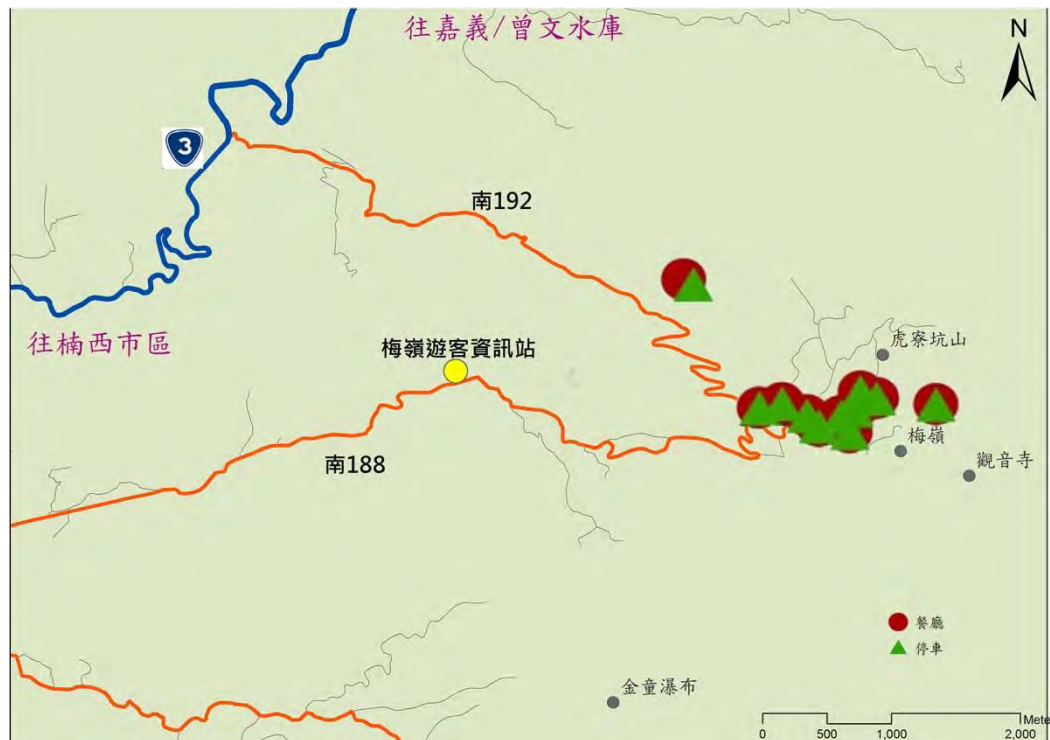 往嘉義/曾文水庫
N
3
南192
往楠西市區
梅嶺遊客資訊站
虎寮坑山
梅嶺
觀音寺
南188
餐廳
停車
金童瀑布
Mete
0 500 1,000 2,000